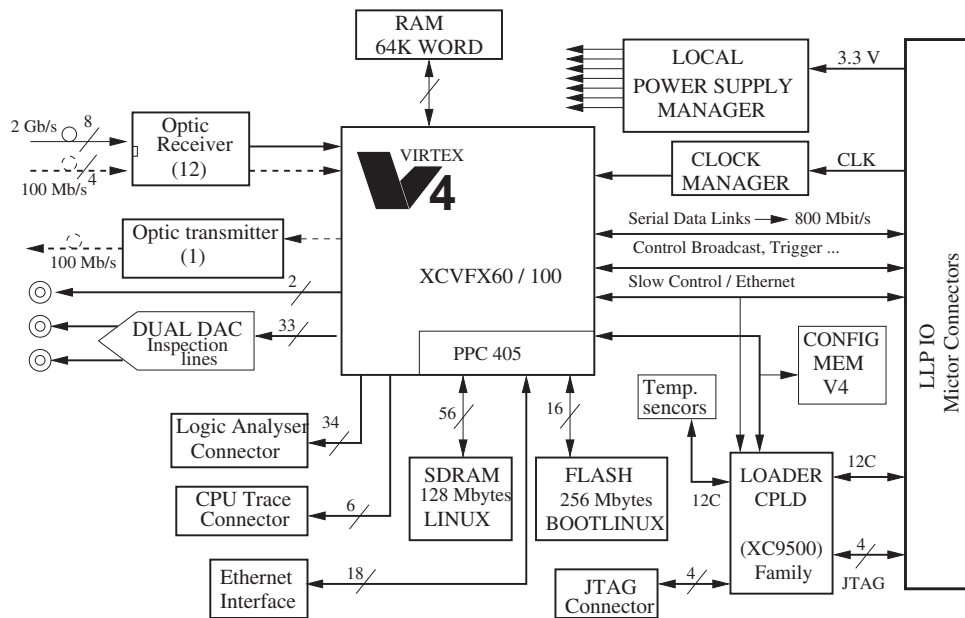 RAM
64K WORD
LOCAL
POWER SUPPLY
MANAGER
3.3 V
2 Gb/s
8
Optic
Receiver
(12)
4
100 Mb/s
VIRTEX
V4
CLOCK
MANAGER
CLK
Serial Data Links
800 Mbit/s
Control Broadcast, Trigger ...
Slow Control / Ethernet
Optic transmitter
(1)
100 Mb/s
XCVFX60 / 100
2
33
DUAL DAC
Inspection
lines
PPC 405
CONFIG
MEM
V4
LLP IO
Mictor Connectors
Temp.
sencors
56
16
34
Logic Analyser
Connector
SDRAM
128 Mbytes
LINUX
FLASH
256 Mbytes
BOOTLINUX
12C
LOADER
CPLD
(XC9500)
Family
12C
CPU Trace
Connector
6
4
JTAG
Ethernet
Interface
18
JTAG
Connector
4